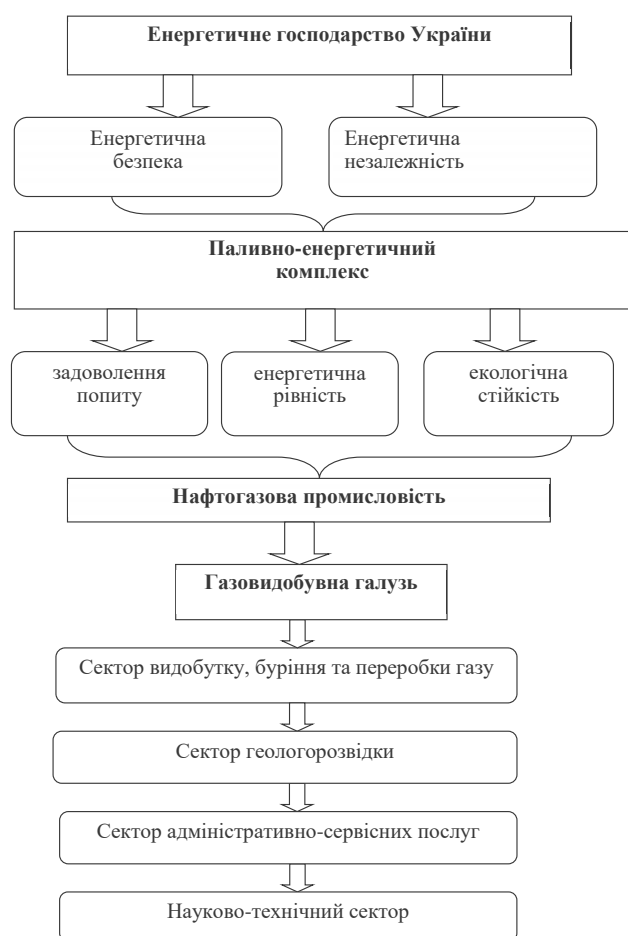 Енергетичне господарство України
Енергетична
безпека
Енергетична
незалежність
Паливно-енергетичний
комплекс
задоволення
попиту
енергетична
рівність
екологічна
стійкість
Нафтогазова промисловість
Газовидобувна галузь
Сектор видобутку, буріння та переробки газу
Сектор геологорозвідки
Сектор адміністративно-сервісних послуг
Науково-технічний сектор